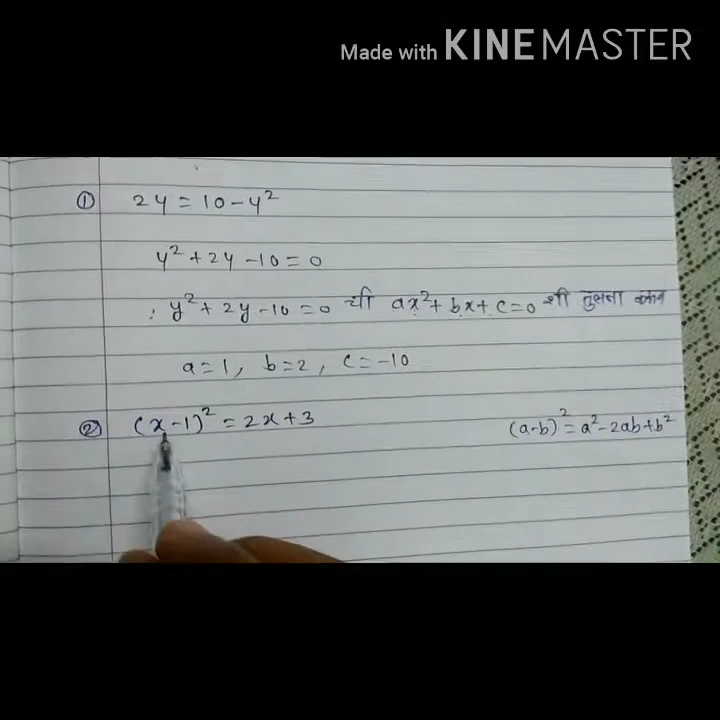 Made with KINEMASTER
① 2y = 10 - y²
y² + 2y - 10 = 0
y² + 2y - 10 = 0 ची ax² + bx + c = 0 शी तुलना करून
a = 1, b = 2, c = -10
② (x - 1)² = 2x + 3 (a-b)² = a² - 2ab + b²